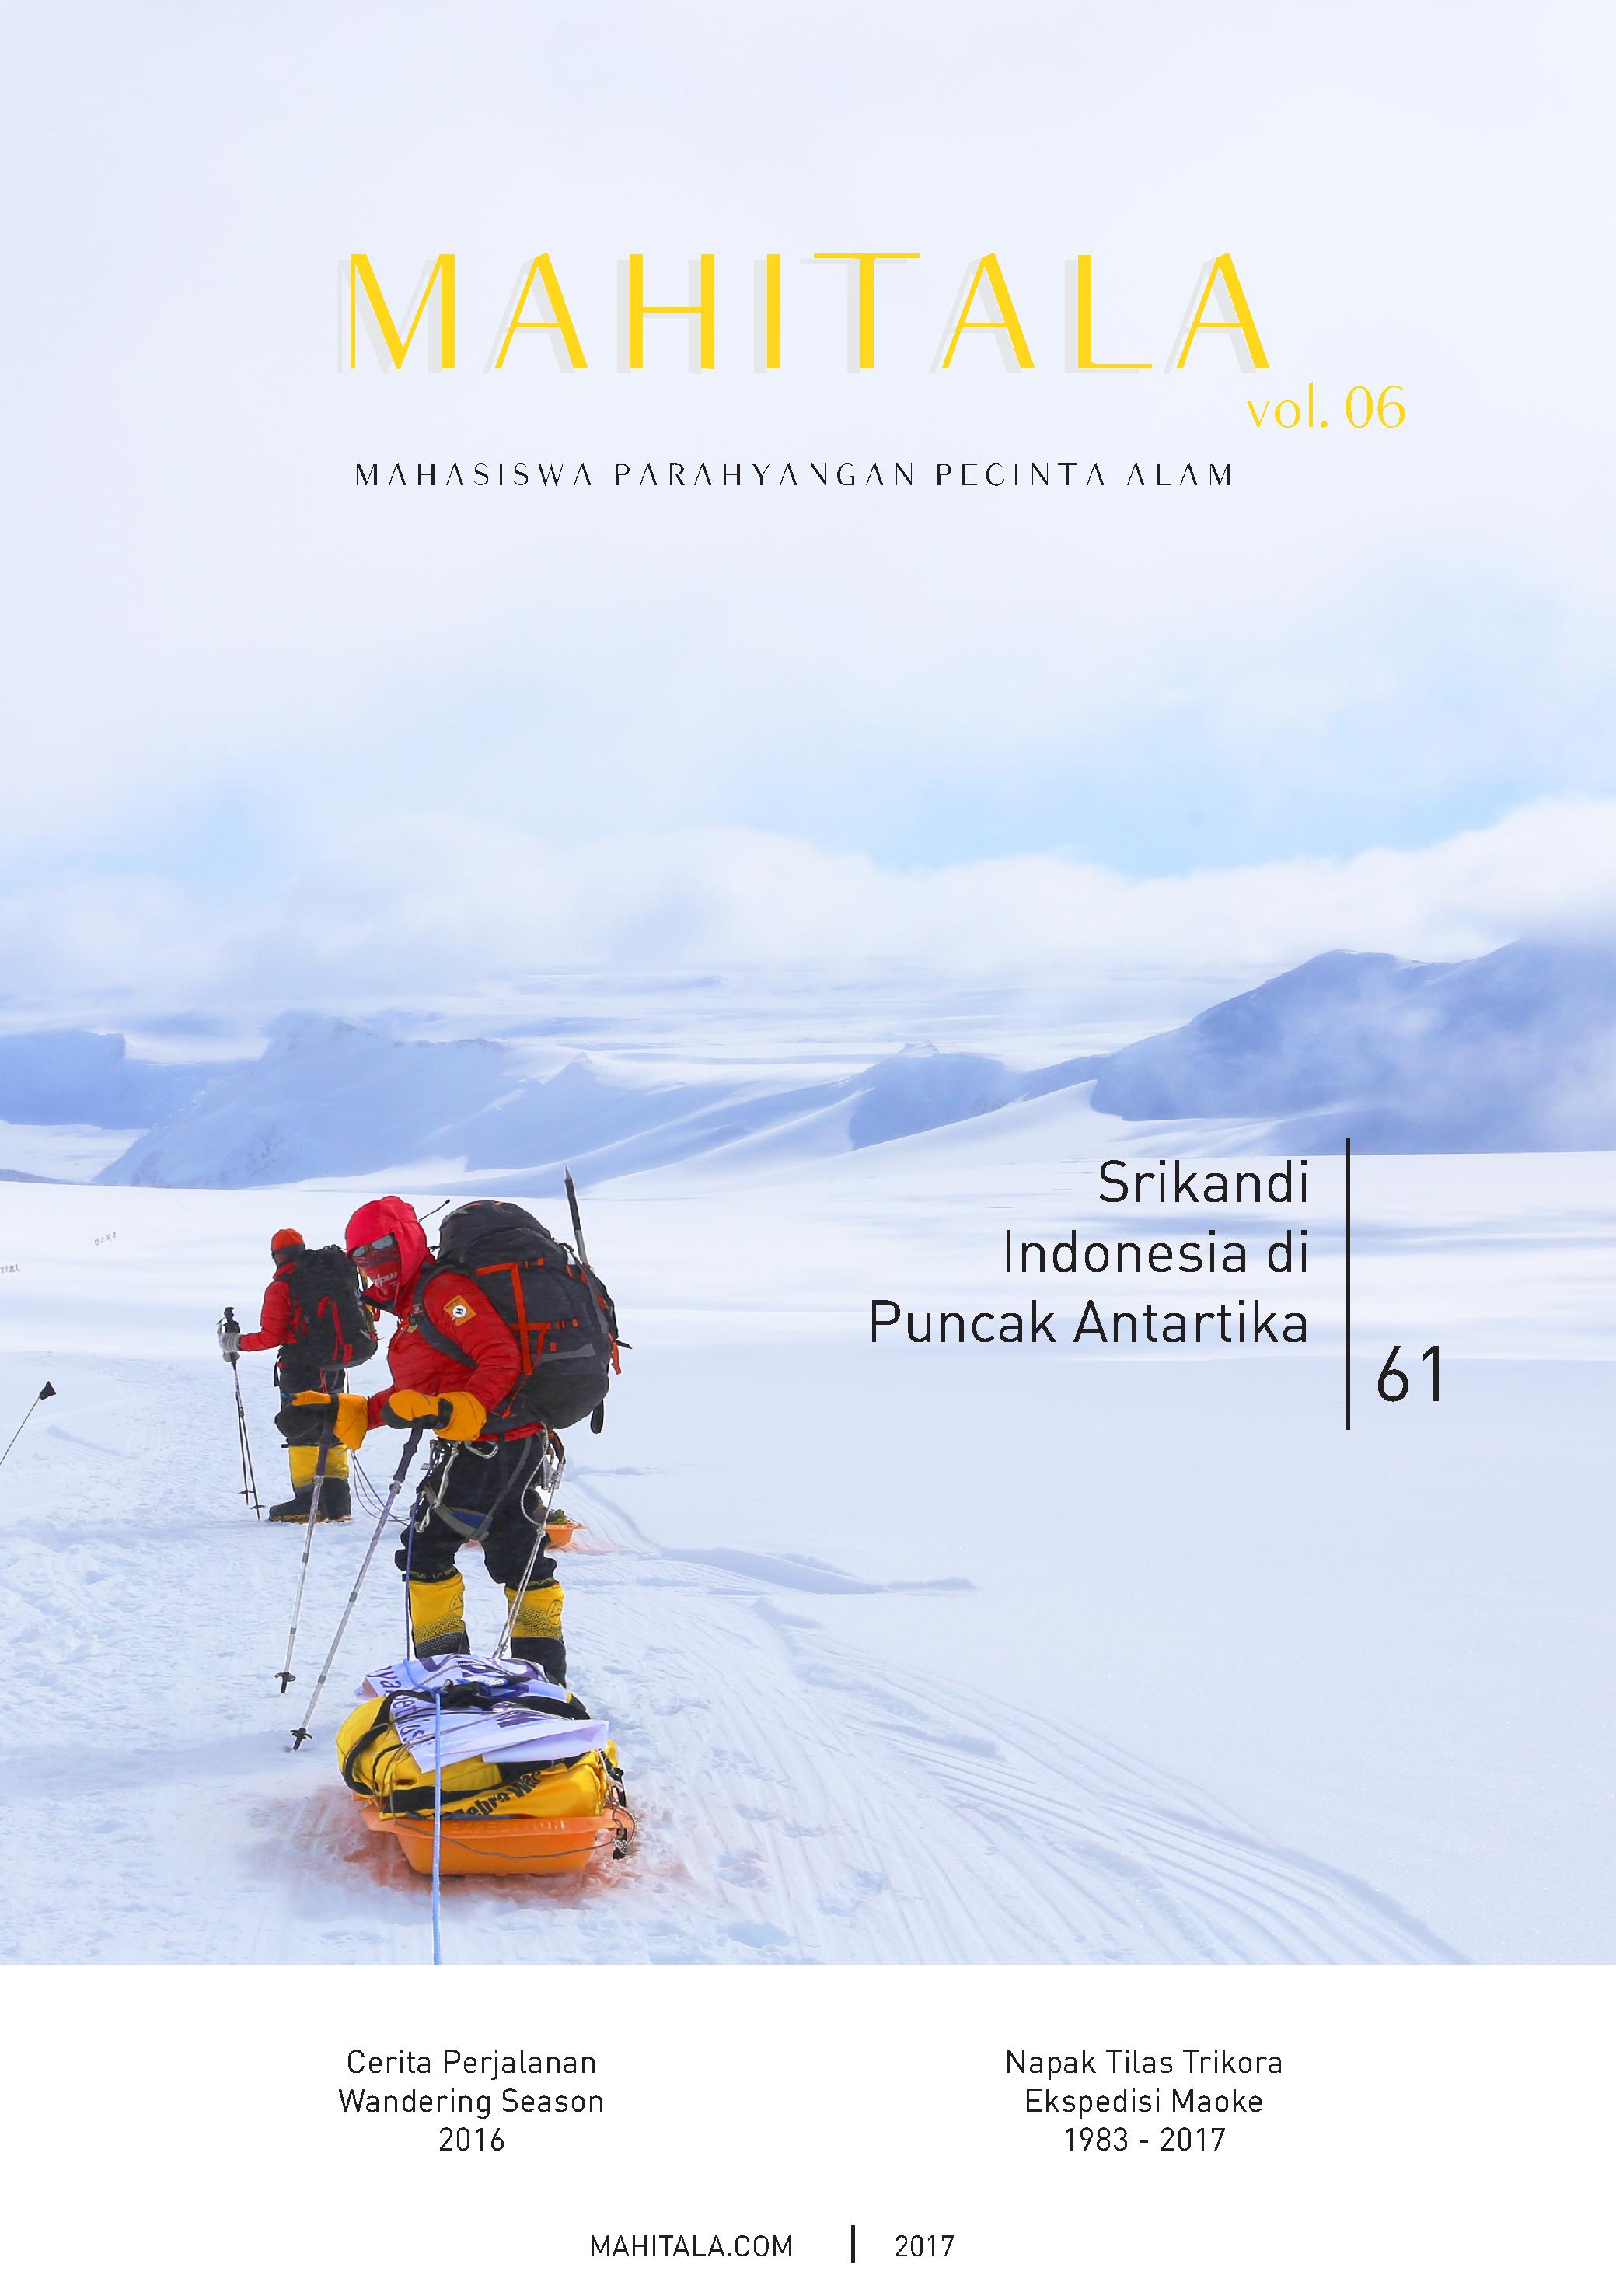 MAHITALA
vol. 06
MAHASISWA PARAHYANGAN PECINTA ALAM
Srikandi
Indonesia di
Puncak Antartika
61
Cerita Perjalanan
Wandering Season
2016
Napak Tilas Trikora
Ekspedisi Maoke
1983 - 2017
MAHITALA.COM | 2017